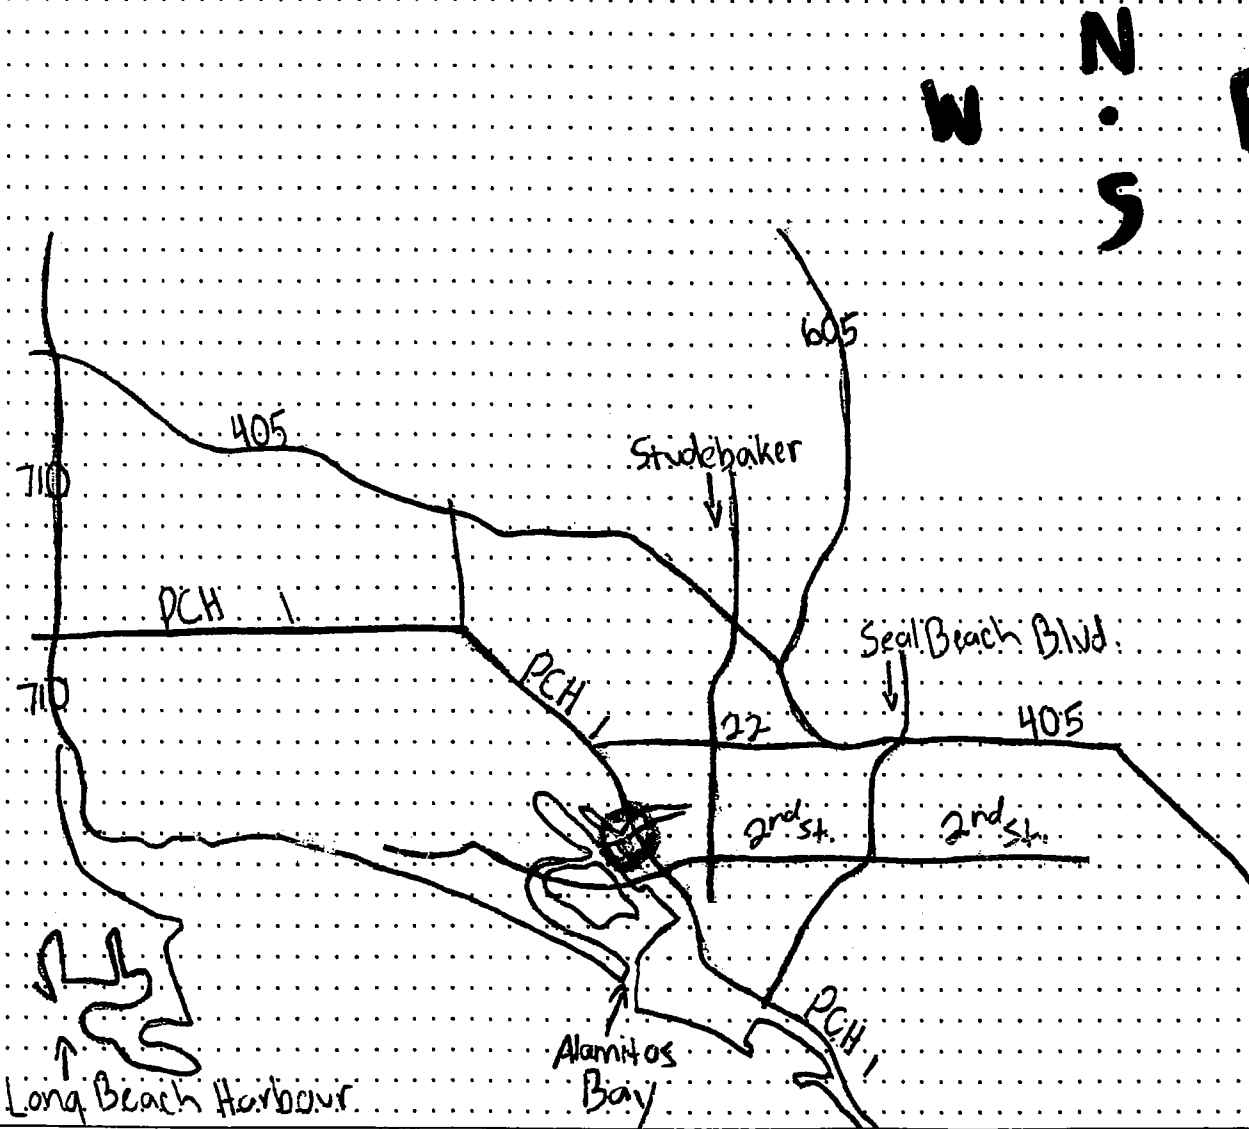 N
W
S
605
405
Studebaker
710
PCH 1
Seal Beach Blvd.
710
PCH 1
22
405
2nd St.
2nd St.
PCH 1
Alamitos
Bay
Long Beach Harbour